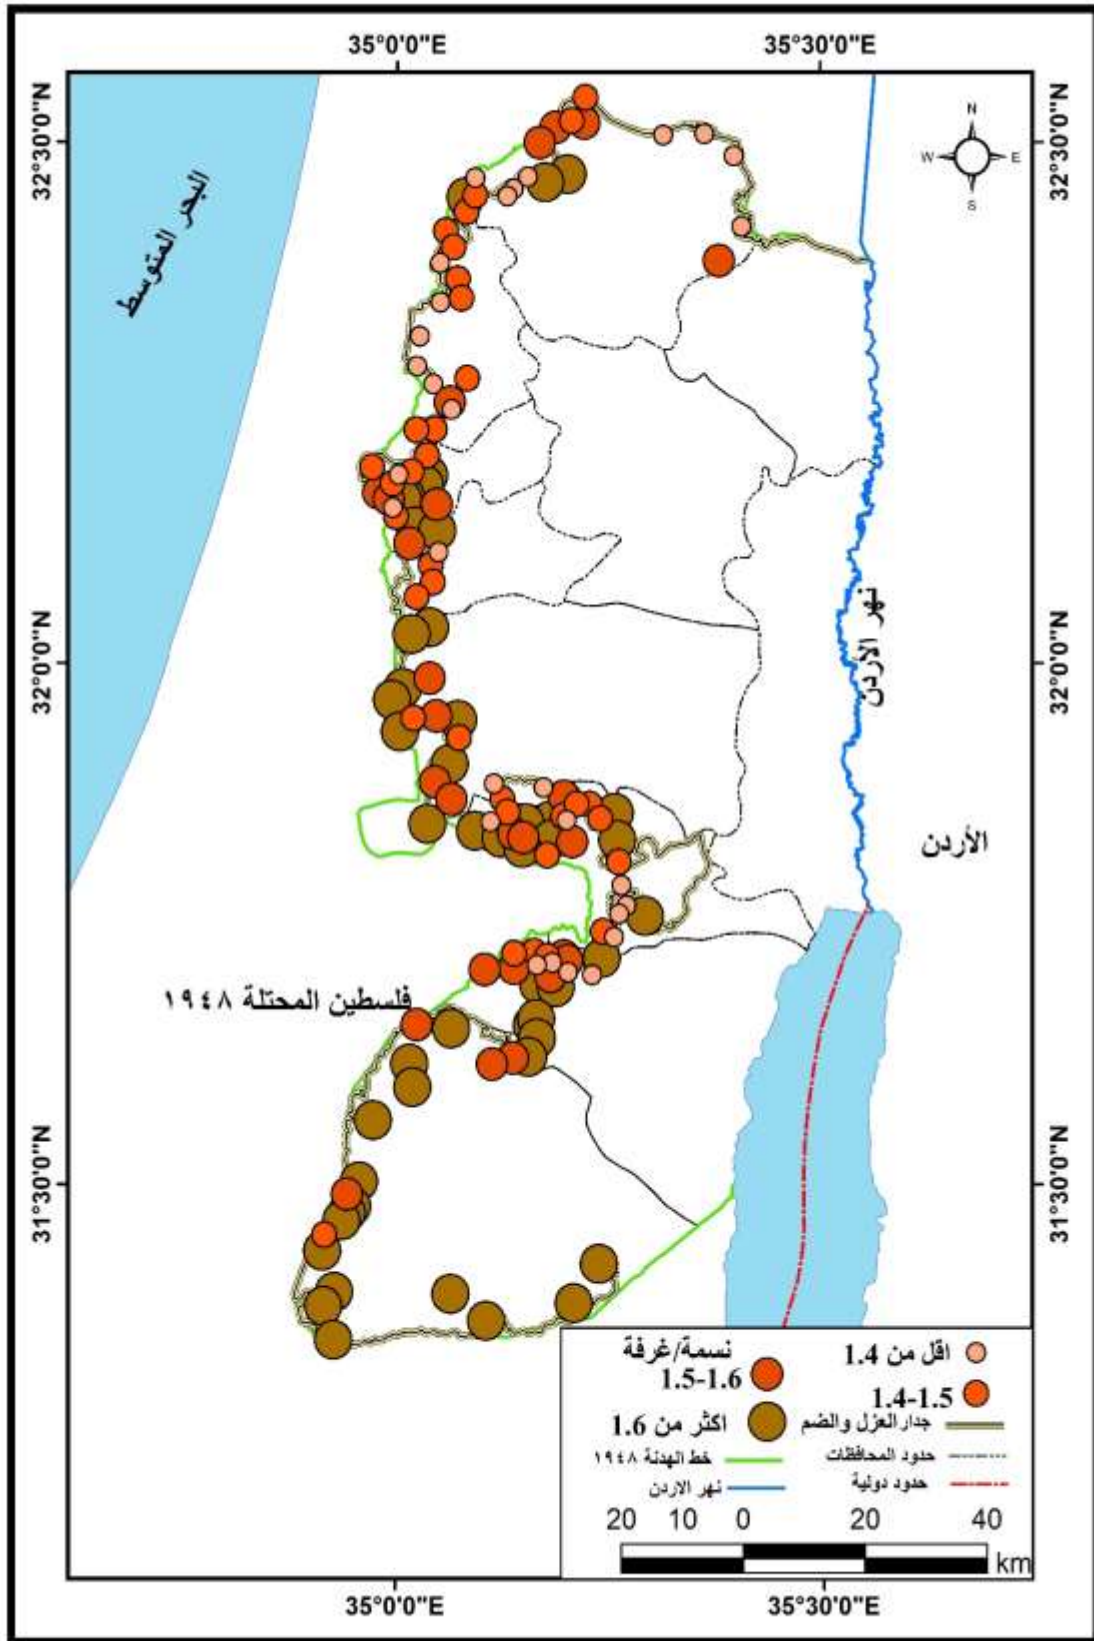 35°0'0"E
35°30'0"E
32°30'0"N
32°30'0"N
N
W
E
S
البحر المتوسط
32°0'0"N
32°0'0"N
نهر الأردن
الأردن
فلسطين المحتلة ١٩٤٨
31°30'0"N
31°30'0"N
نسمة/غرفة
اقل من 1.4
1.5-1.6
1.4-1.5
اكثر من 1.6
جدار العزل والضم
خط الهدنة ١٩٤٨
حدود المحافظات
نهر الاردن
حدود دولية
20 10 0 20 40
km
35°0'0"E
35°30'0"E